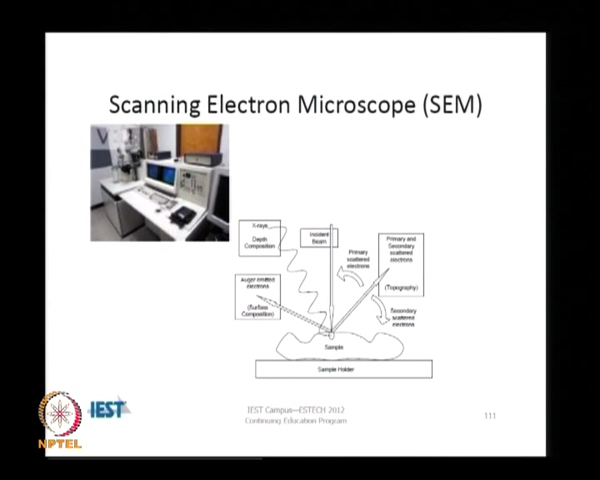 Scanning Electron Microscope (SEM)
X-rays
Depth
Composition
Incident
Beam
Primary
scattered
electrons
Primary and
Secondary
scattered
electrons
(Topography)
Auger emitted
electrons
(Surface
Composition)
Secondary
scattered
electrons
Sample
Sample Holder
IEST
NPTEL
IEST Campus—ESTECH 2012
Continuing Education Program
111